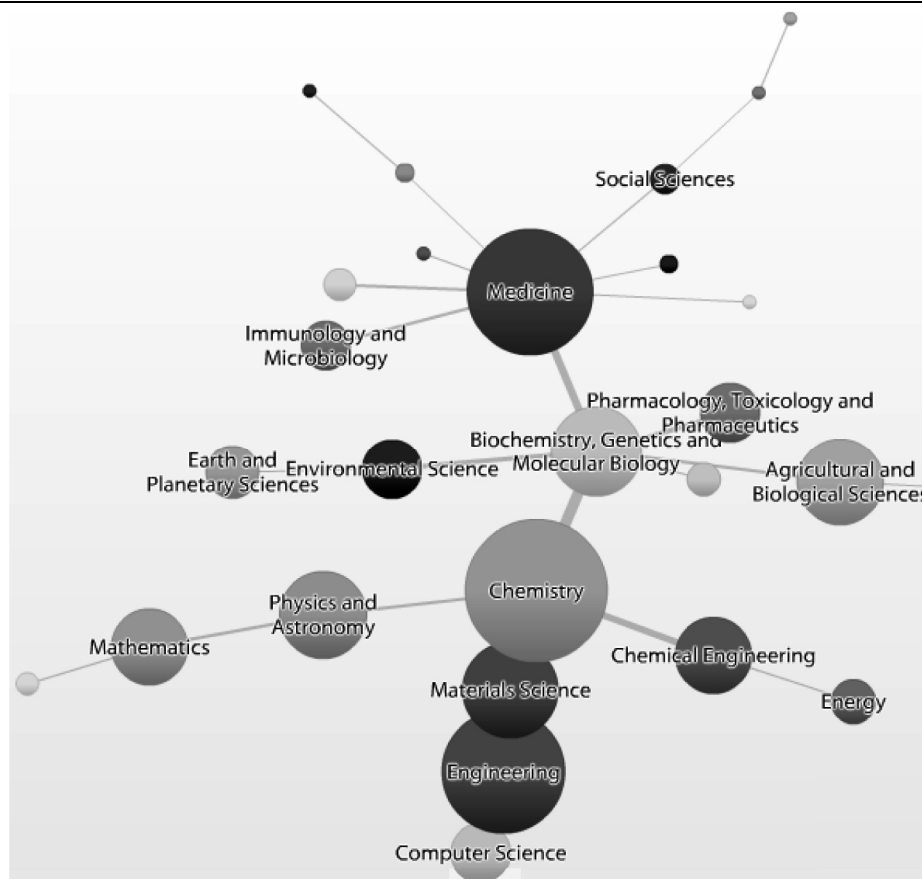 Social Sciences
Medicine
Immunology and
Microbiology
Pharmacology, Toxicology and
Pharmaceutics
Biochemistry, Genetics and
Molecular Biology
Earth and
Planetary Sciences
Environmental Science
Agricultural and
Biological Sciences
Chemistry
Physics and
Astronomy
Mathematics
Chemical Engineering
Materials Science
Energy
Engineering
Computer Science